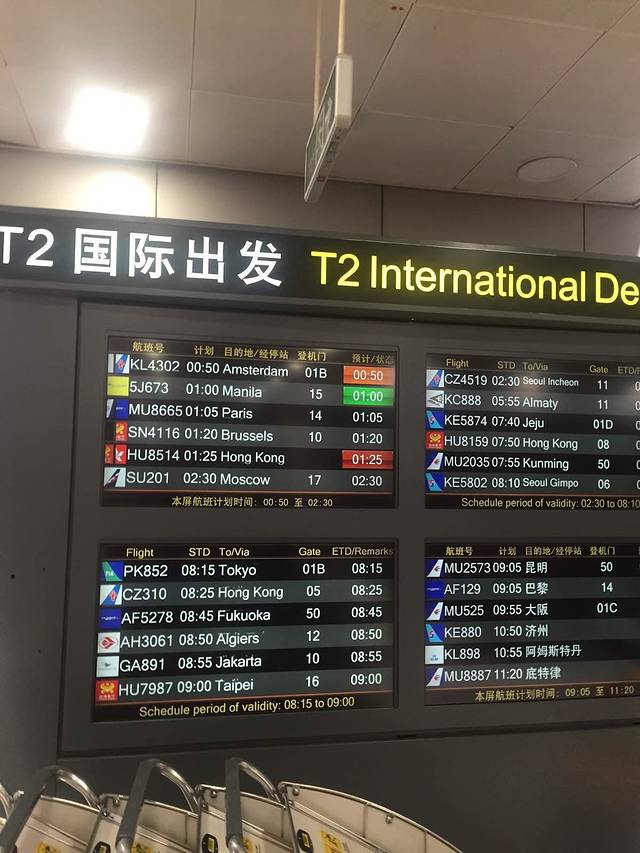 T2 国际出发 T2 International De
航班号 计划 目的地/经停站 登机门 预计/状态
KL4302 00:50 Amsterdam 01B 00:50
5J673 01:00 Manila 15 01:00
MU8665 01:05 Paris 14 01:05
SN4116 01:20 Brussels 10 01:20
HU8514 01:25 Hong Kong 01:25
SU201 02:30 Moscow 17 02:30
本屏航班计划时间: 00:50 至 02:30
Flight STD To/Via Gate ETD/R
CZ4519 02:30 Seoul Incheon 11
KC888 05:55 Almaty 11
KE5874 07:40 Jeju 01D
HU8159 07:50 Hong Kong 08
MU2035 07:55 Kunming 50
KE5802 08:10 Seoul Gimpo 06
Schedule period of validity: 02:30 to 08:10
Flight STD To/Via Gate ETD/Remarks
PK852 08:15 Tokyo 01B 08:15
CZ310 08:25 Hong Kong 05 08:25
AF5278 08:45 Fukuoka 50 08:45
AH3061 08:50 Algiers 12 08:50
GA891 08:55 Jakarta 10 08:55
HU7987 09:00 Taipei 16 09:00
Schedule period of validity: 08:15 to 09:00
航班号 计划 目的地/经停站 登机门
MU2573 09:05 昆明 50
AF129 09:05 巴黎 14
MU525 09:55 大阪 01C
KE880 10:50 济州
KL898 10:55 阿姆斯特丹
MU8887 11:20 底特律
本屏航班计划时间: 09:05 至 11:20